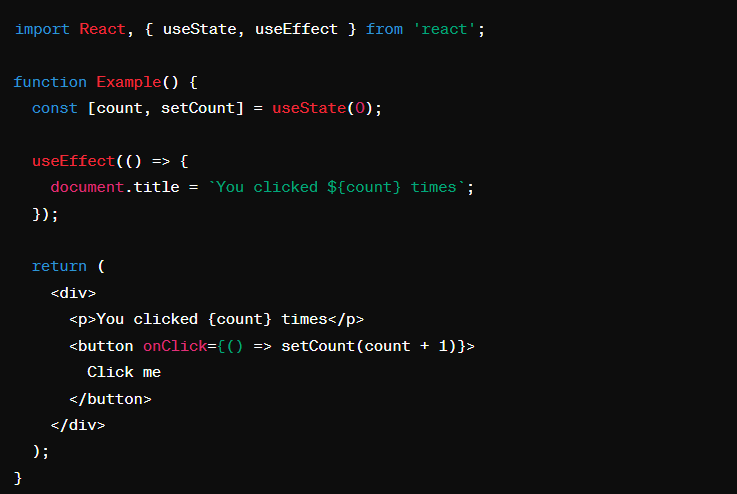 import React, { useState, useEffect } from 'react';

function Example() {
  const [count, setCount] = useState(0);

  useEffect(() => {
    document.title = `You clicked ${count} times`;
  });

  return (
    <div>
      <p>You clicked {count} times</p>
      <button onClick={() => setCount(count + 1)}>
        Click me
      </button>
    </div>
  );
}